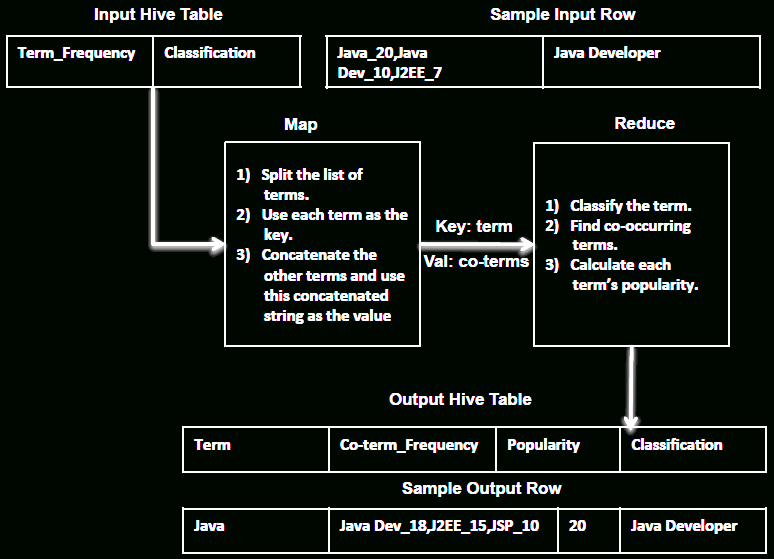 Input Hive Table
Sample Input Row
Term_Frequency
Classification
Java_20,Java
Dev_10,J2EE_7
Java Developer
Map
Reduce
1) Split the list of
terms.
2) Use each term as the
key.
3) Concatenate the
other terms and use
this concatenated
string as the value
Key: term
Val: co-terms
1) Classify the term.
2) Find co-occurring
terms.
3) Calculate each
term’s popularity.
Output Hive Table
Term
Co-term_Frequency
Popularity
Classification
Sample Output Row
Java
Java Dev_18,J2EE_15,JSP_10
20
Java Developer